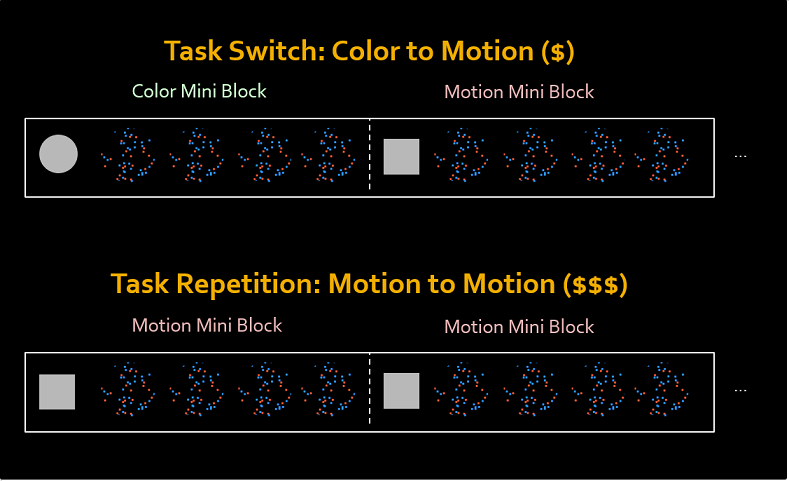 Task Switch: Color to Motion ($)
Color Mini Block
Motion Mini Block
...
Task Repetition: Motion to Motion ($$$)
Motion Mini Block
Motion Mini Block
...